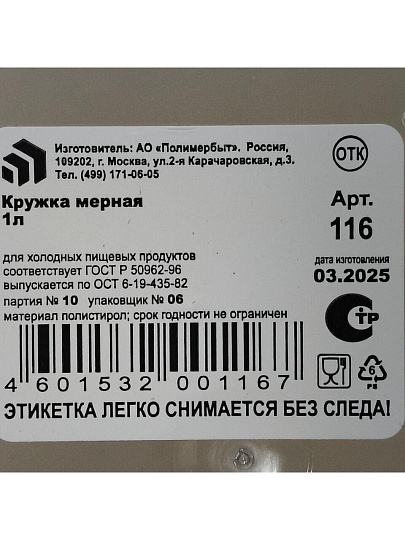 Изготовитель: АО «Полимербыт». Россия,
109202, г. Москва, ул.2-я Карачаровская, д.3.
Тел. (499) 171-06-05
ОТК
Кружка мерная
1л
Арт.
116
для холодных пищевых продуктов
соответствует ГОСТ Р 50962-96
выпускается по ОСТ 6-19-435-82
партия № 10 упаковщик № 06
материал полистирол; срок годности не ограничен
дата изготовления
03.2025
СТР
4 601532 001167
6
PS
ЭТИКЕТКА ЛЕГКО СНИМАЕТСЯ БЕЗ СЛЕДА!